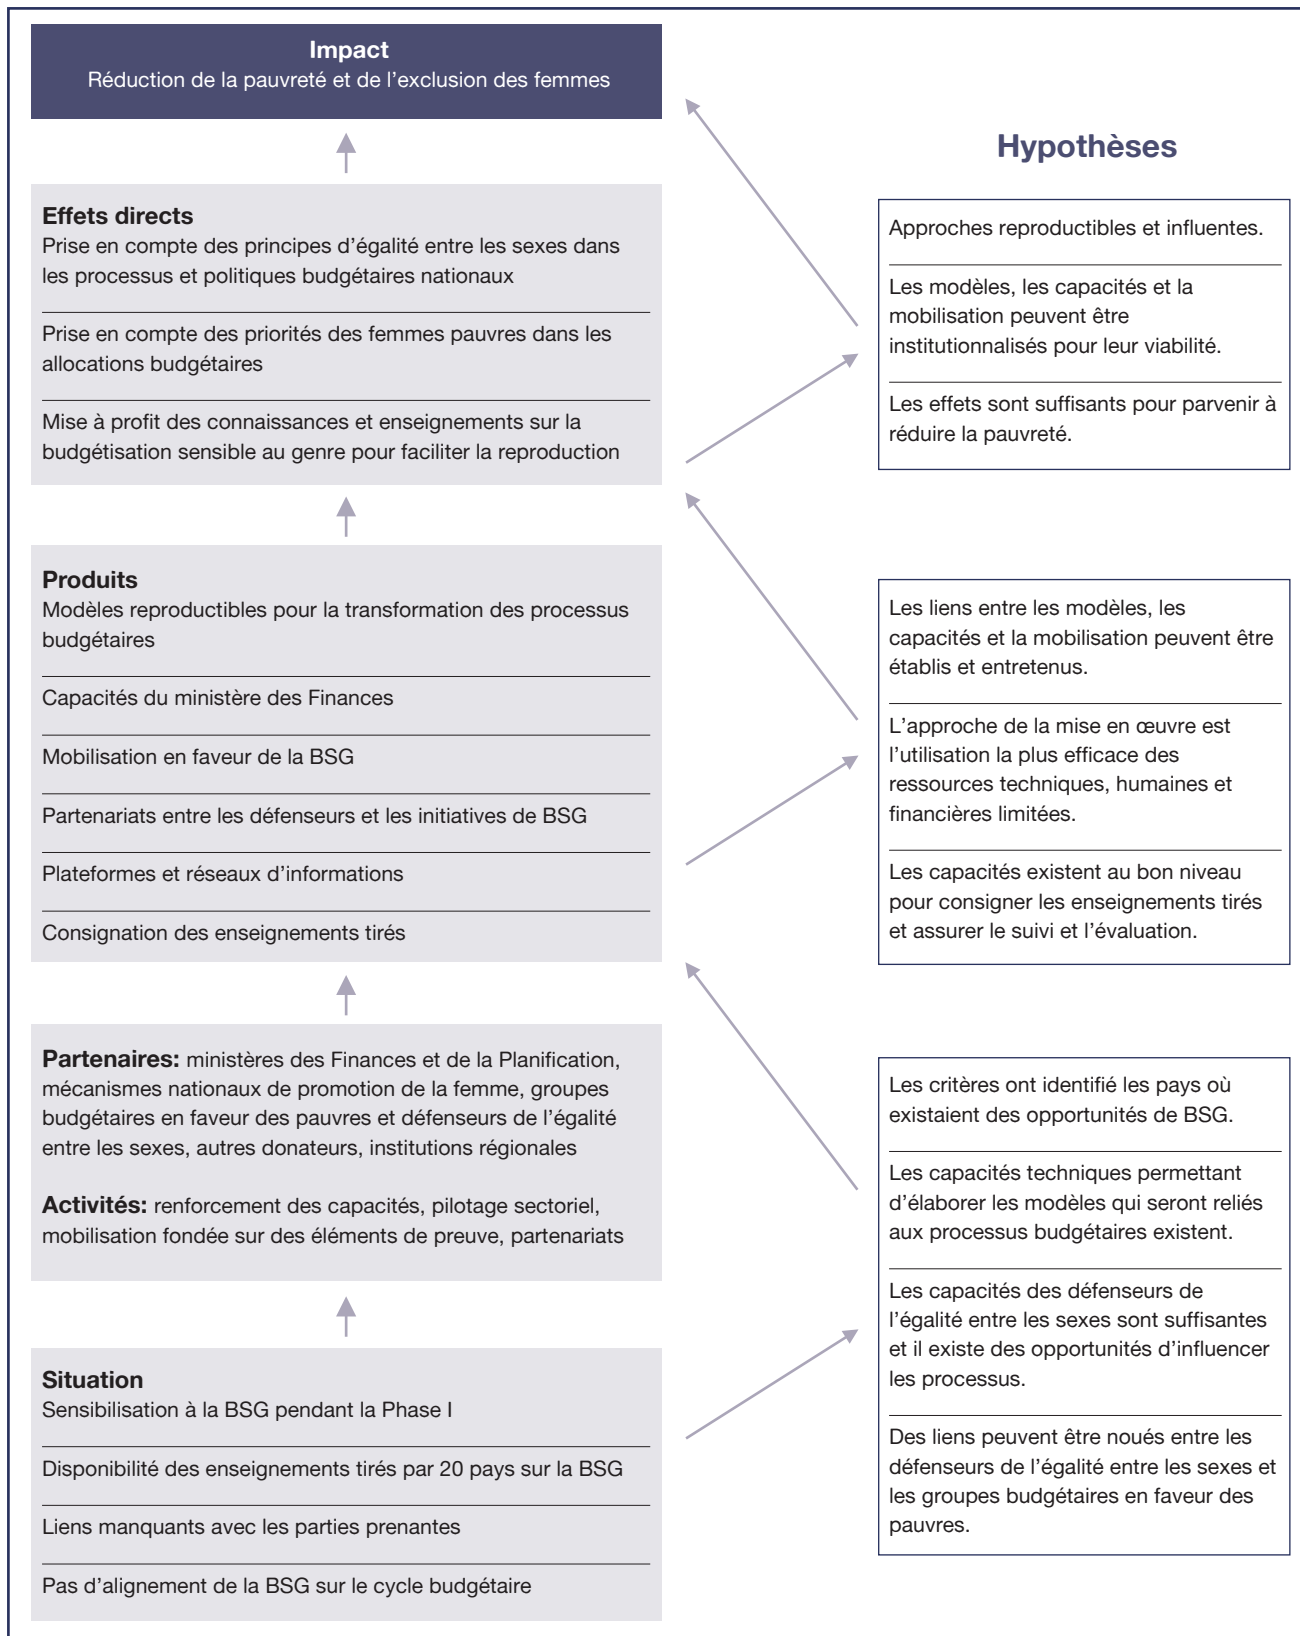 Impact
Réduction de la pauvreté et de l’exclusion des femmes
Effets directs
Prise en compte des principes d’égalité entre les sexes dans
les processus et politiques budgétaires nationaux
Prise en compte des priorités des femmes pauvres dans les
allocations budgétaires
Mise à profit des connaissances et enseignements sur la
budgétisation sensible au genre pour faciliter la reproduction
Produits
Modèles reproductibles pour la transformation des processus
budgétaires
Capacités du ministère des Finances
Mobilisation en faveur de la BSG
Partenariats entre les défenseurs et les initiatives de BSG
Plateformes et réseaux d’informations
Consignation des enseignements tirés
Partenaires: ministères des Finances et de la Planification,
mécanismes nationaux de promotion de la femme, groupes
budgétaires en faveur des pauvres et défenseurs de l’égalité
entre les sexes, autres donateurs, institutions régionales
Activités: renforcement des capacités, pilotage sectoriel,
mobilisation fondée sur des éléments de preuve, partenariats
Situation
Sensibilisation à la BSG pendant la Phase I
Disponibilité des enseignements tirés par 20 pays sur la BSG
Liens manquants avec les parties prenantes
Pas d’alignement de la BSG sur le cycle budgétaire
Hypothèses
Approches reproductibles et influentes.
Les modèles, les capacités et la
mobilisation peuvent être
institutionnalisés pour leur viabilité.
Les effets sont suffisants pour parvenir à
réduire la pauvreté.
Les liens entre les modèles, les
capacités et la mobilisation peuvent être
établis et entretenus.
L’approche de la mise en œuvre est
l’utilisation la plus efficace des
ressources techniques, humaines et
financières limitées.
Les capacités existent au bon niveau
pour consigner les enseignements tirés
et assurer le suivi et l’évaluation.
Les critères ont identifié les pays où
existaient des opportunités de BSG.
Les capacités techniques permettant
d’élaborer les modèles qui seront reliés
aux processus budgétaires existent.
Les capacités des défenseurs de
l’égalité entre les sexes sont suffisantes
et il existe des opportunités d’influencer
les processus.
Des liens peuvent être noués entre les
défenseurs de l’égalité entre les sexes et
les groupes budgétaires en faveur des
pauvres.